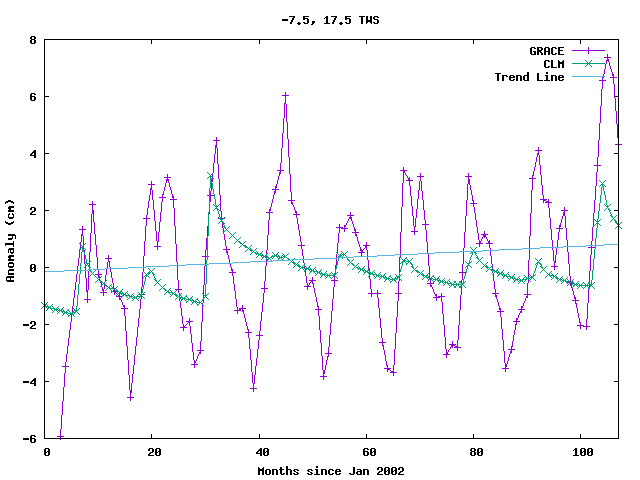 -7.5, 17.5 TWS
GRACE
CLM
Trend Line
8
6
4
2
0
-2
-4
-6
Anomaly (cm)
0 20 40 60 80 100
Months since Jan 2002